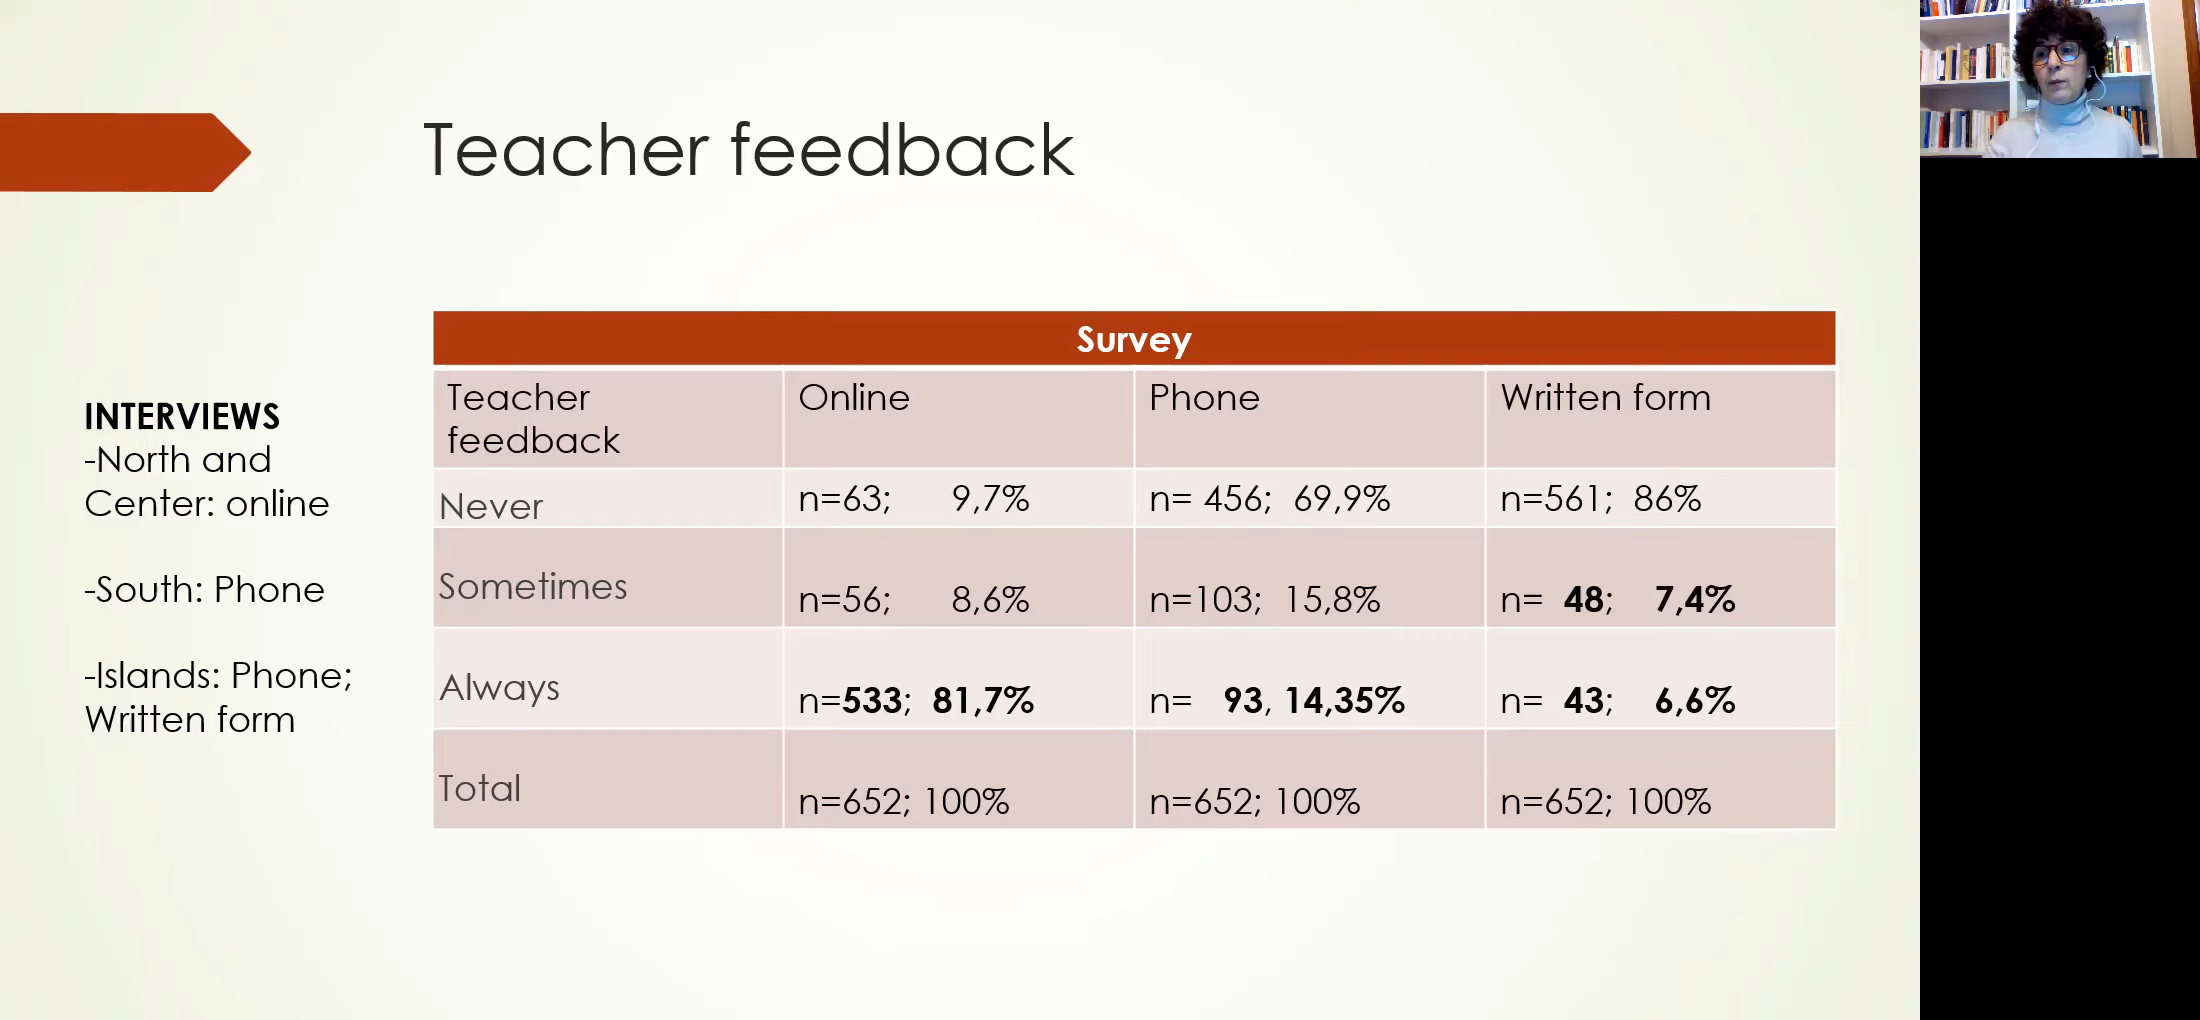 Teacher feedback
INTERVIEWS
-North and
Center: online
-South: Phone
-Islands: Phone;
Written form
Survey
Teacher
feedback
Online
Phone
Written form
Never
n=63; 9,7%
n= 456; 69,9%
n=561; 86%
Sometimes
n=56; 8,6%
n=103; 15,8%
n= 48; 7,4%
Always
n=533; 81,7%
n= 93, 14,35%
n= 43; 6,6%
Total
n=652; 100%
n=652; 100%
n=652; 100%